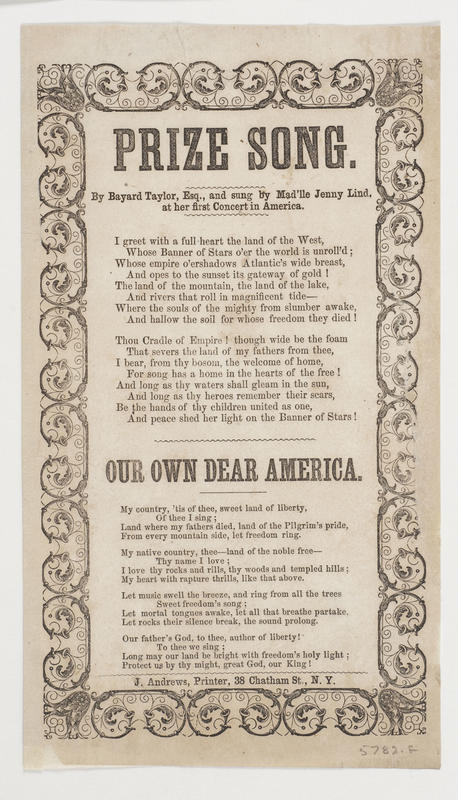 PRIZE SONG.
By Bayard Taylor, Esq., and sung by Mad'lle Jenny Lind,
at her first Concert in America.
I greet with a full heart the land of the West,
Whose Banner of Stars o'er the world is unroll'd ;
Whose empire o'ershadows Atlantic's wide breast,
And opes to the sunset its gateway of gold !
The land of the mountain, the land of the lake,
And rivers that roll in magnificent tide—
Where the souls of the mighty from slumber awake,
And hallow the soil for whose freedom they died !
Thou Cradle of Empire ! though wide be the foam
That severs the land of my fathers from thee,
I bear, from thy bosom, the welcome of home,
For song has a home in the hearts of the free !
And long as thy waters shall gleam in the sun,
And long as thy heroes remember their scars,
Be the hands of thy children united as one,
And peace shed her light on the Banner of Stars !
OUR OWN DEAR AMERICA.
My country, 'tis of thee, sweet land of liberty,
Of thee I sing ;
Land where my fathers died, land of the Pilgrim's pride,
From every mountain side, let freedom ring.
My native country, thee—land of the noble free—
Thy name I love ;
I love thy rocks and rills, thy woods and templed hills ;
My heart with rapture thrills, like that above.
Let music swell the breeze, and ring from all the trees
Sweet freedom's song ;
Let mortal tongues awake, let all that breathe partake.
Let rocks their silence break, the sound prolong.
Our father's God, to thee, author of liberty!
To thee we sing ;
Long may our land be bright with freedom's holy light ;
Protect us by thy might, great God, our King !
J. Andrews, Printer, 38 Chatham St., N. Y.
5782.F